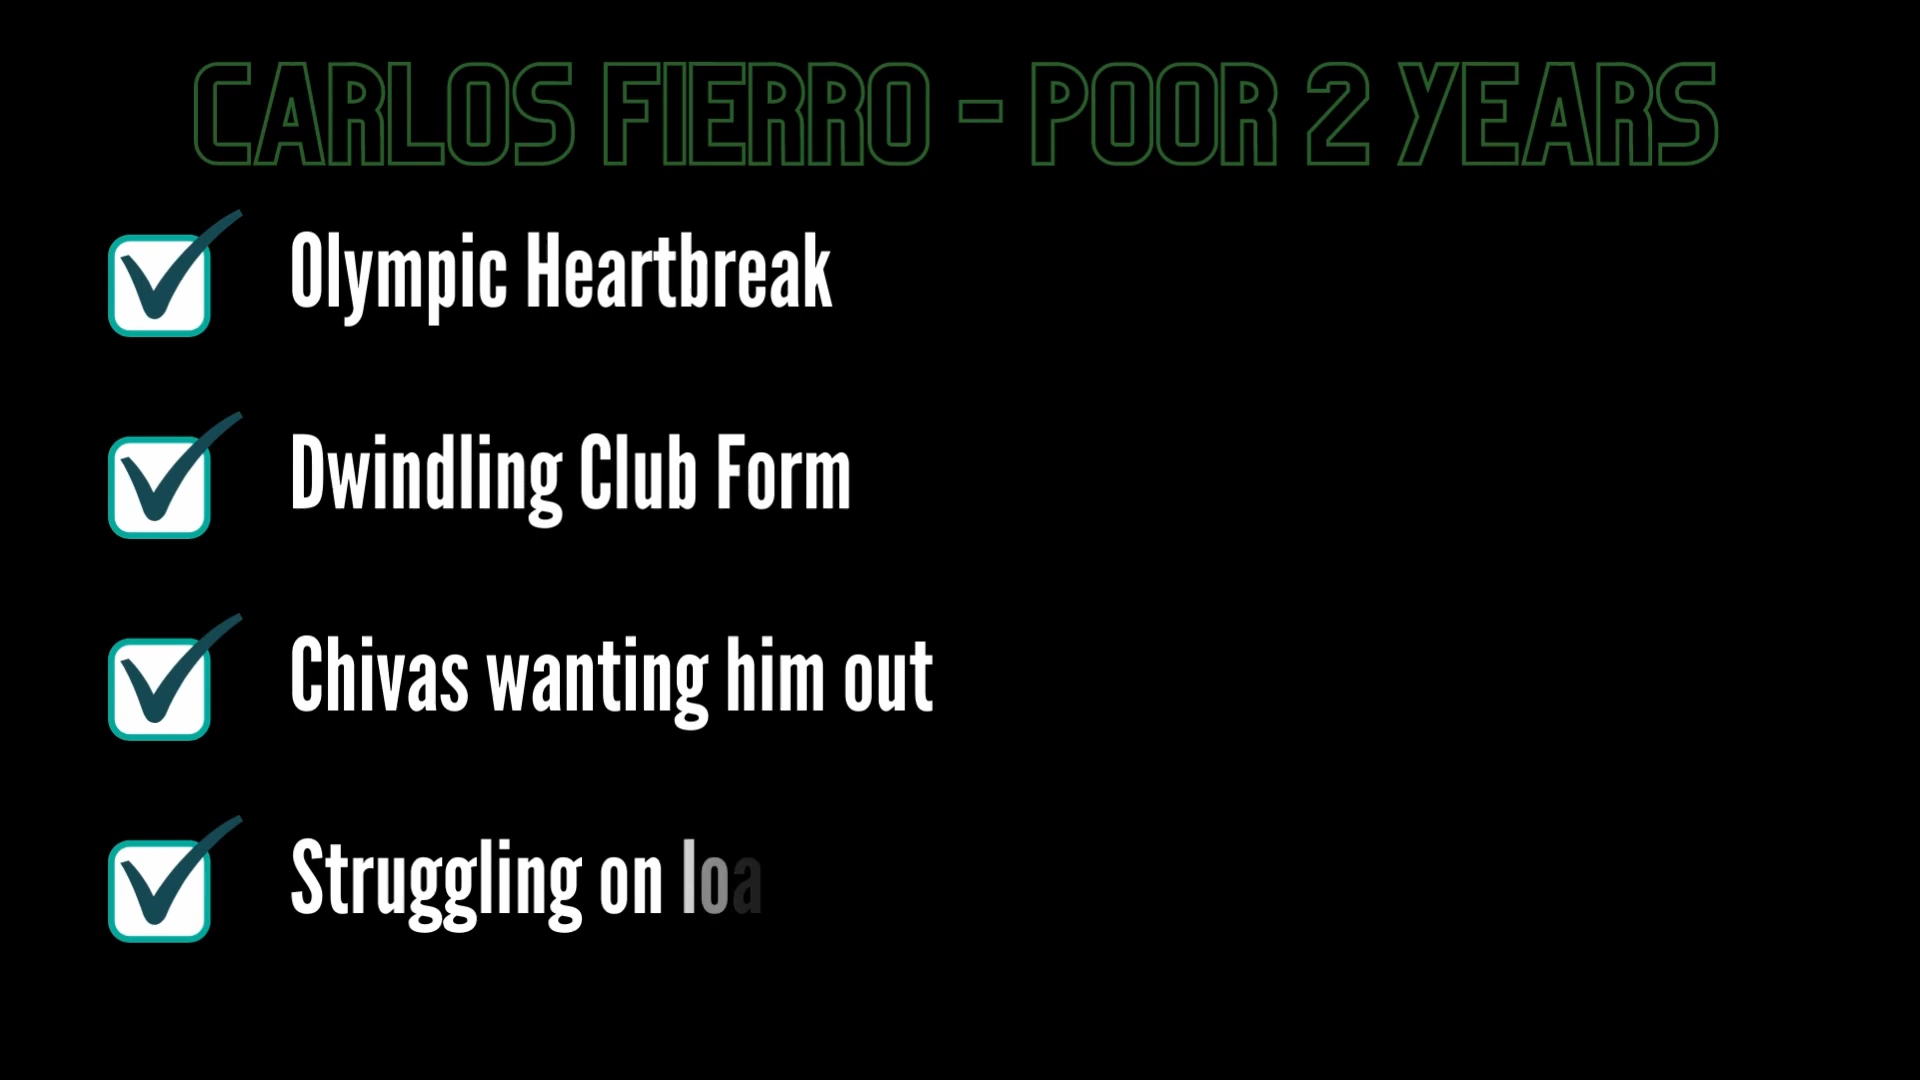 CARLOS FIERRO - POOR 2 YEARS
Olympic Heartbreak
Dwindling Club Form
Chivas wanting him out
Struggling on loa